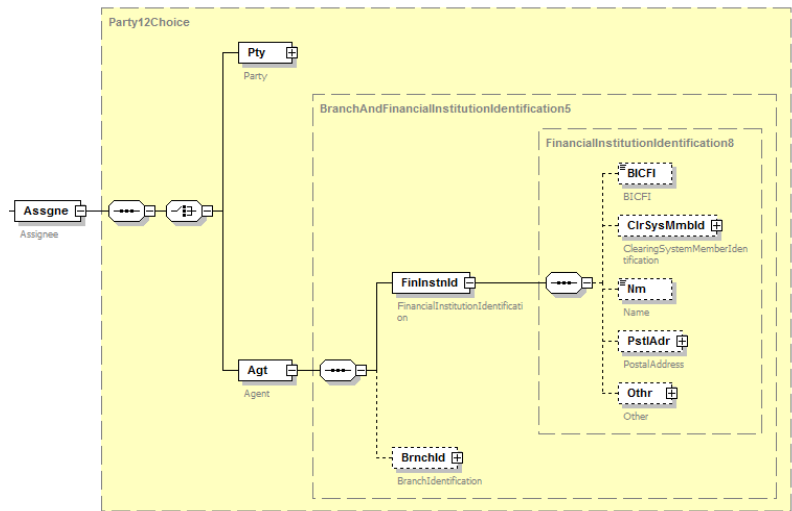 Party12Choice
Pty
Party
BranchAndFinancialInstitutionIdentification5
FinancialInstitutionIdentification8
BICFI
BICFI
Assgne
Assignee
ClrSysMmbId
ClearingSystemMemberIden
tification
FinInstnId
FinancialInstitutionIdentificati
on
Nm
Name
PstlAdr
PostalAddress
Agt
Agent
Othr
Other
BrnchId
BranchIdentification